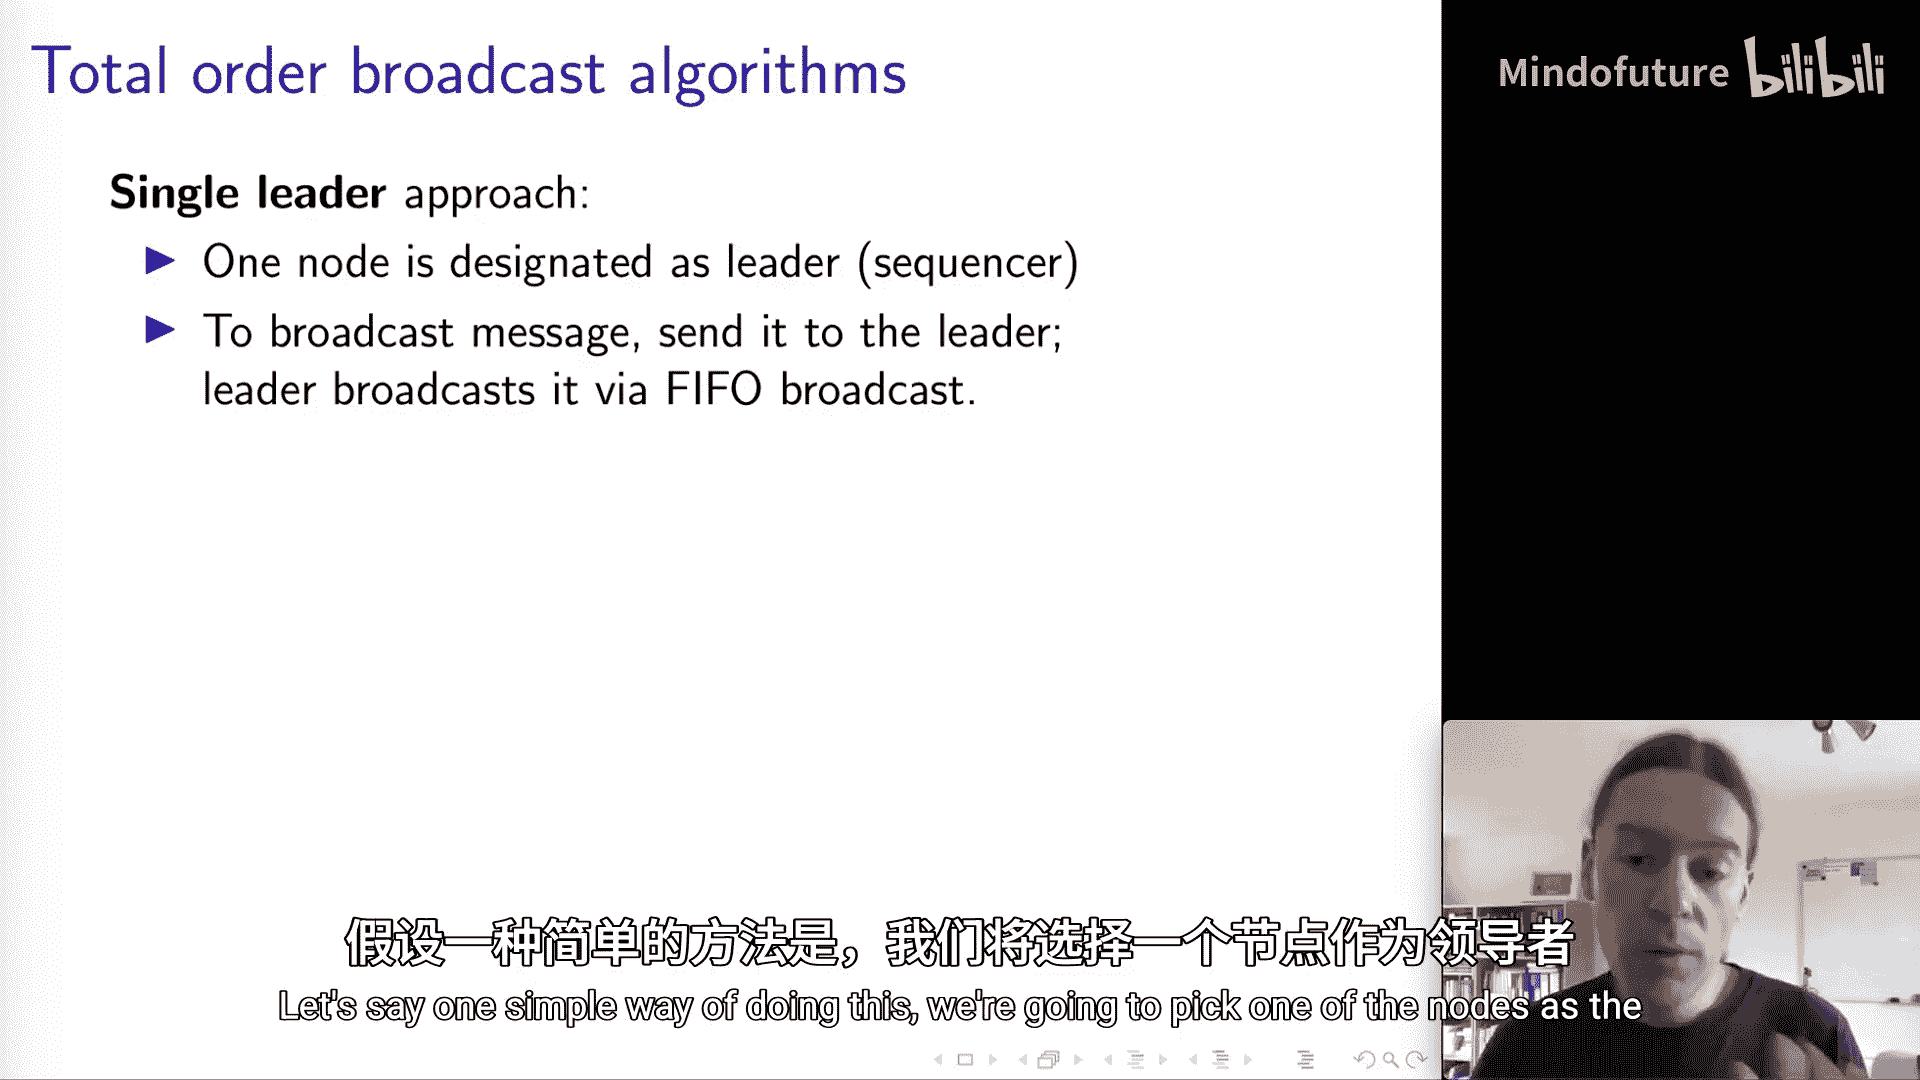 Total order broadcast algorithms
Mindofuture bilibili
Single leader approach:
One node is designated as leader (sequencer)
To broadcast message, send it to the leader;
leader broadcasts it via FIFO broadcast.
假设一种简单的方法是，我们将选择一个节点作为领导者
Let's say one simple way of doing this, we're going to pick one of the nodes as the